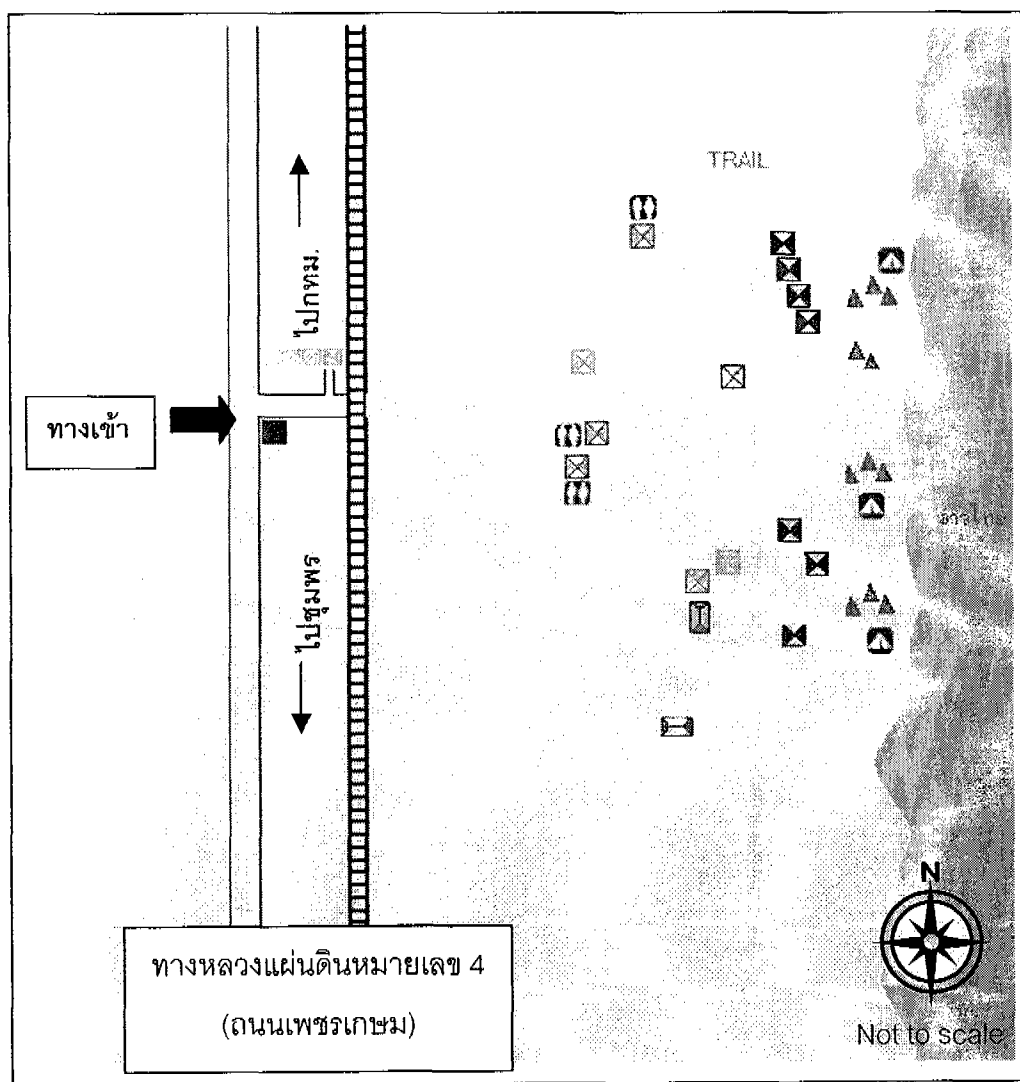 TRAIL
ไปกทม.
ทางเข้า
ไปชุมพร
N
ทางหลวงแผ่นดินหมายเลข 4
(ถนนเพชรเกษม)
Not to scale